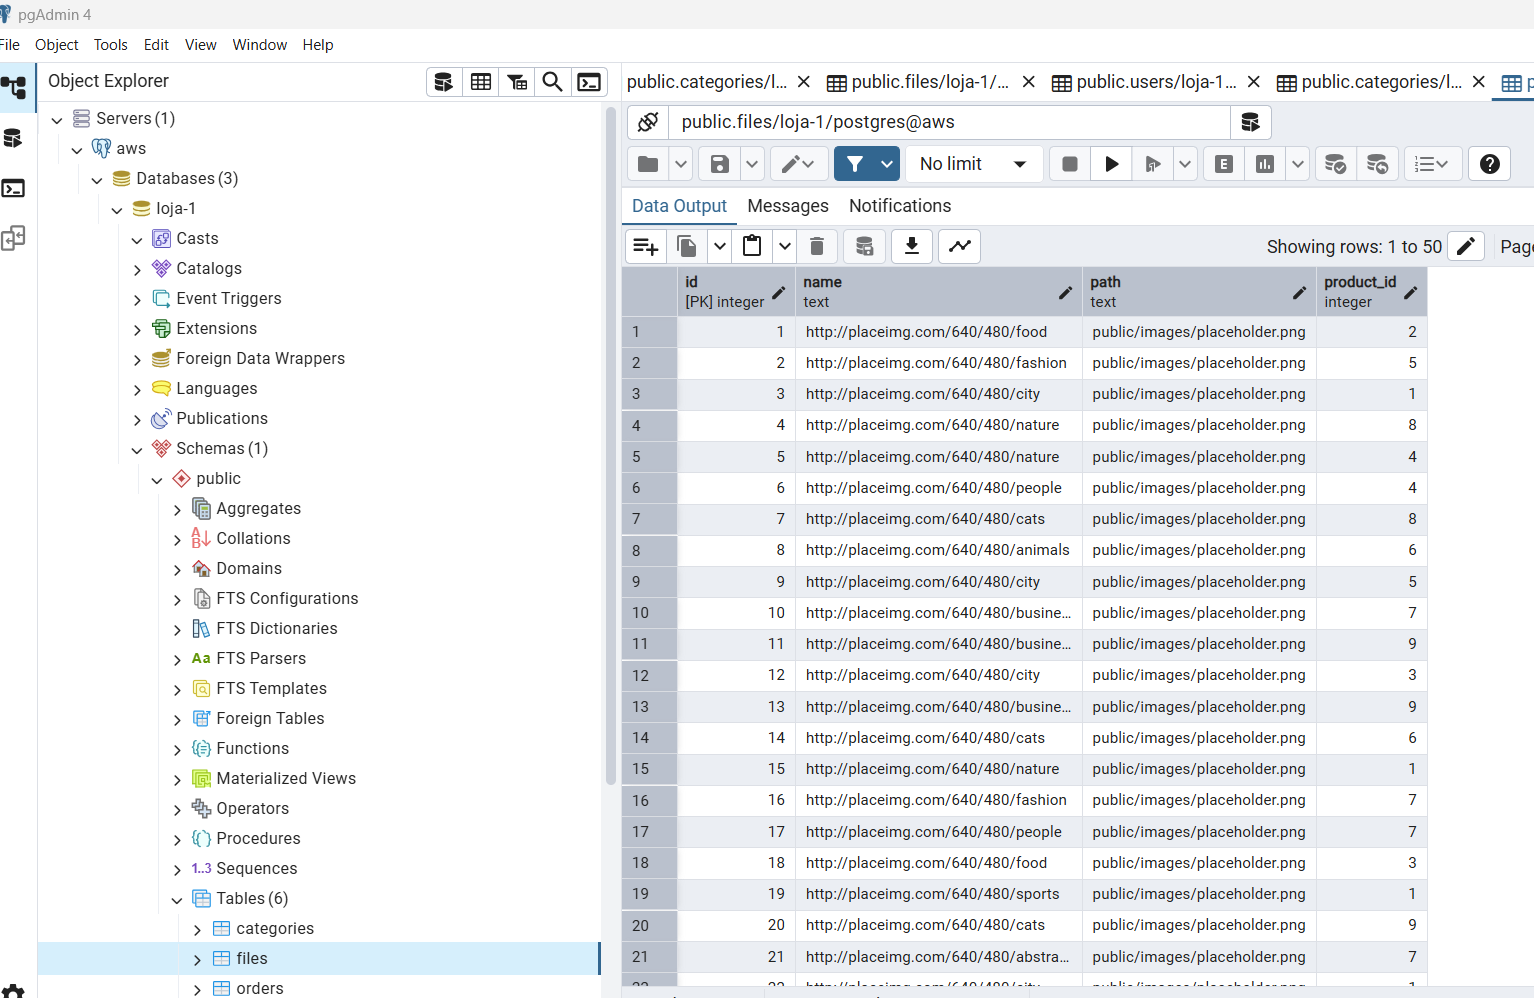 pgAdmin 4
File Object Tools Edit View Window Help
Object Explorer
Servers (1)
aws
Databases (3)
loja-1
Casts
Catalogs
Event Triggers
Extensions
Foreign Data Wrappers
Languages
Publications
Schemas (1)
public
Aggregates
Collations
Domains
FTS Configurations
FTS Dictionaries
Aa FTS Parsers
FTS Templates
Foreign Tables
Functions
Materialized Views
Operators
Procedures
1..3 Sequences
Tables (6)
categories
files
orders
public.categories/l... public.files/loja-1/... public.users/loja-1... public.categories/l... p
public.files/loja-1/postgres@aws
No limit E
Data Output Messages Notifications
Showing rows: 1 to 50 Page
id name path product_id
[PK] integer text text integer
1 1 http://placeimg.com/640/480/food public/images/placeholder.png 2
2 2 http://placeimg.com/640/480/fashion public/images/placeholder.png 5
3 3 http://placeimg.com/640/480/city public/images/placeholder.png 1
4 4 http://placeimg.com/640/480/nature public/images/placeholder.png 8
5 5 http://placeimg.com/640/480/nature public/images/placeholder.png 4
6 6 http://placeimg.com/640/480/people public/images/placeholder.png 4
7 7 http://placeimg.com/640/480/cats public/images/placeholder.png 8
8 8 http://placeimg.com/640/480/animals public/images/placeholder.png 6
9 9 http://placeimg.com/640/480/city public/images/placeholder.png 5
10 10 http://placeimg.com/640/480/busine... public/images/placeholder.png 7
11 11 http://placeimg.com/640/480/busine... public/images/placeholder.png 9
12 12 http://placeimg.com/640/480/city public/images/placeholder.png 3
13 13 http://placeimg.com/640/480/busine... public/images/placeholder.png 9
14 14 http://placeimg.com/640/480/cats public/images/placeholder.png 6
15 15 http://placeimg.com/640/480/nature public/images/placeholder.png 1
16 16 http://placeimg.com/640/480/fashion public/images/placeholder.png 7
17 17 http://placeimg.com/640/480/people public/images/placeholder.png 7
18 18 http://placeimg.com/640/480/food public/images/placeholder.png 3
19 19 http://placeimg.com/640/480/sports public/images/placeholder.png 1
20 20 http://placeimg.com/640/480/cats public/images/placeholder.png 9
21 21 http://placeimg.com/640/480/abstra... public/images/placeholder.png 7